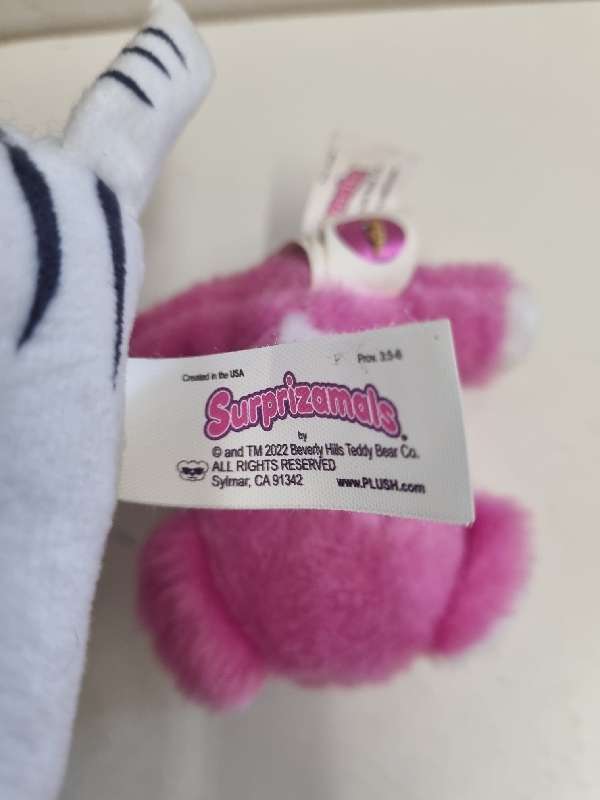 Created in the USA
Prov. 3:5-6
Surprizamals
by
© and TM 2022 Beverly Hills Teddy Bear Co.
ALL RIGHTS RESERVED
Sylmar, CA 91342
www.PLUSH.com